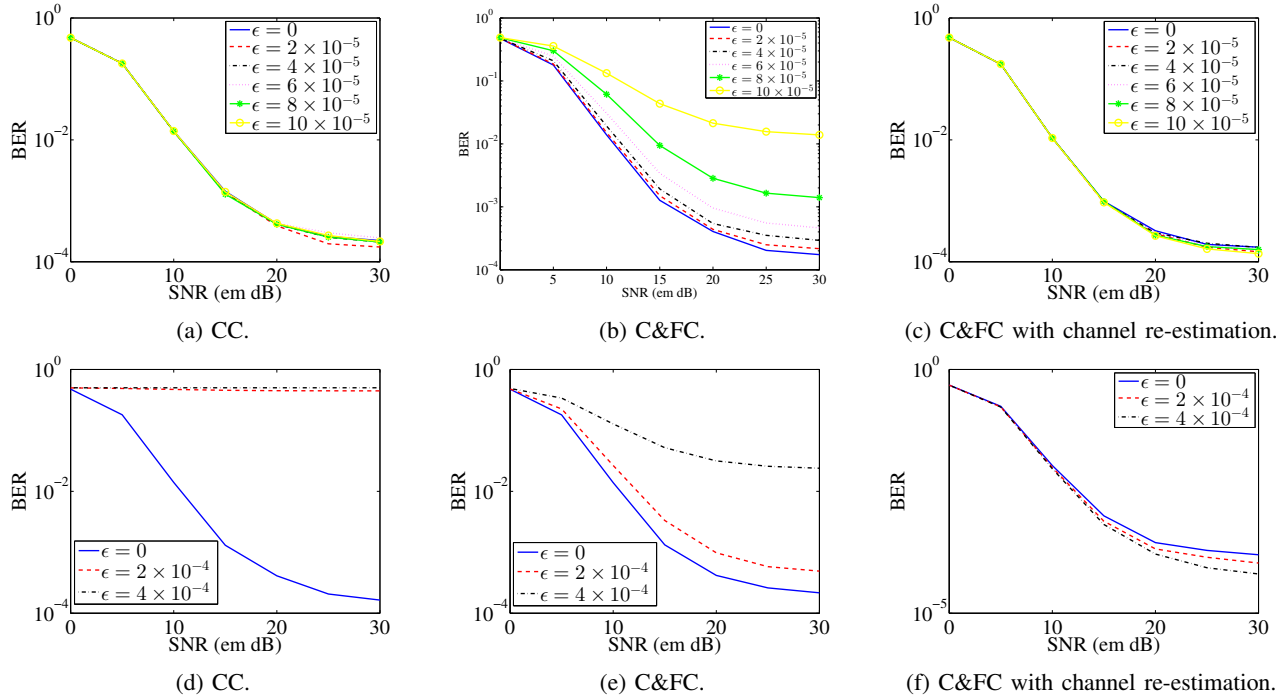 10^0
10^{-2}
10^{-4}
BER
0
10
20
30
SNR (em dB)
ϵ = 0
ϵ = 2 × 10^{-5}
ϵ = 4 × 10^{-5}
ϵ = 6 × 10^{-5}
ϵ = 8 × 10^{-5}
ϵ = 10 × 10^{-5}
(a) CC.
10^0
10^{-1}
10^{-2}
10^{-3}
10^{-4}
BER
0
5
10
15
20
25
30
SNR (em dB)
ϵ = 0
ϵ = 2 × 10^{-5}
ϵ = 4 × 10^{-5}
ϵ = 6 × 10^{-5}
ϵ = 8 × 10^{-5}
ϵ = 10 × 10^{-5}
(b) C&FC.
10^0
10^{-2}
10^{-4}
BER
0
10
20
30
SNR (em dB)
ϵ = 0
ϵ = 2 × 10^{-5}
ϵ = 4 × 10^{-5}
ϵ = 6 × 10^{-5}
ϵ = 8 × 10^{-5}
ϵ = 10 × 10^{-5}
(c) C&FC with channel re-estimation.
10^0
10^{-2}
10^{-4}
BER
0
10
20
30
SNR (em dB)
ϵ = 0
ϵ = 2 × 10^{-4}
ϵ = 4 × 10^{-4}
(d) CC.
10^0
10^{-2}
10^{-4}
BER
0
10
20
30
SNR (em dB)
ϵ = 0
ϵ = 2 × 10^{-4}
ϵ = 4 × 10^{-4}
(e) C&FC.
10^0
10^{-5}
BER
0
10
20
30
SNR (em dB)
ϵ = 0
ϵ = 2 × 10^{-4}
ϵ = 4 × 10^{-4}
(f) C&FC with channel re-estimation.